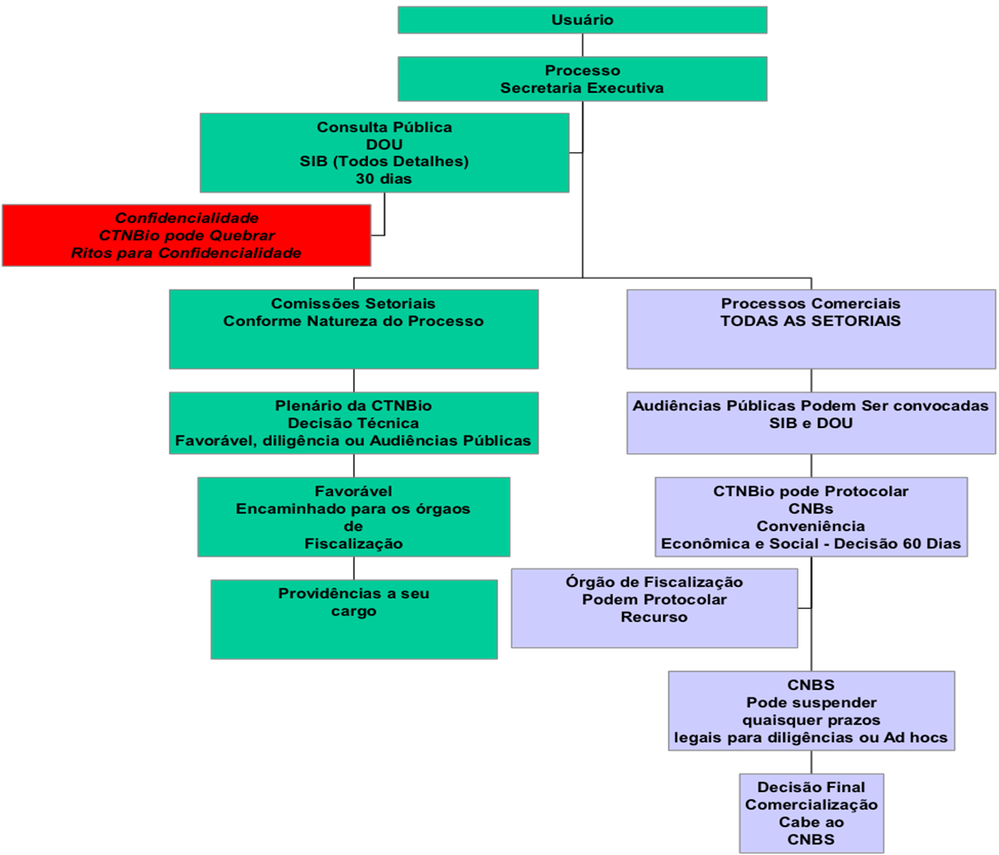 Usuário
Processo
Secretaria Executiva
Consulta Pública
DOU
SIB (Todos Detalhes)
30 dias
Confidencialidade
CTNBio pode Quebrar
Ritos para Confidencialidade
Comissões Setoriais
Conforme Natureza do Processo
Plenário da CTNBio
Decisão Técnica
Favorável, diligência ou Audiências Públicas
Favorável
Encaminhado para os órgaos
de
Fiscalização
Providências a seu
cargo
Processos Comerciais
TODAS AS SETORIAIS
Audiências Públicas Podem Ser convocadas
SIB e DOU
CTNBio pode Protocolar
CNBs
Conveniência
Econômica e Social - Decisão 60 Dias
Órgão de Fiscalização
Podem Protocolar
Recurso
CNBS
Pode suspender
quaisquer prazos
legais para diligências ou Ad hocs
Decisão Final
Comercialização
Cabe ao
CNBS